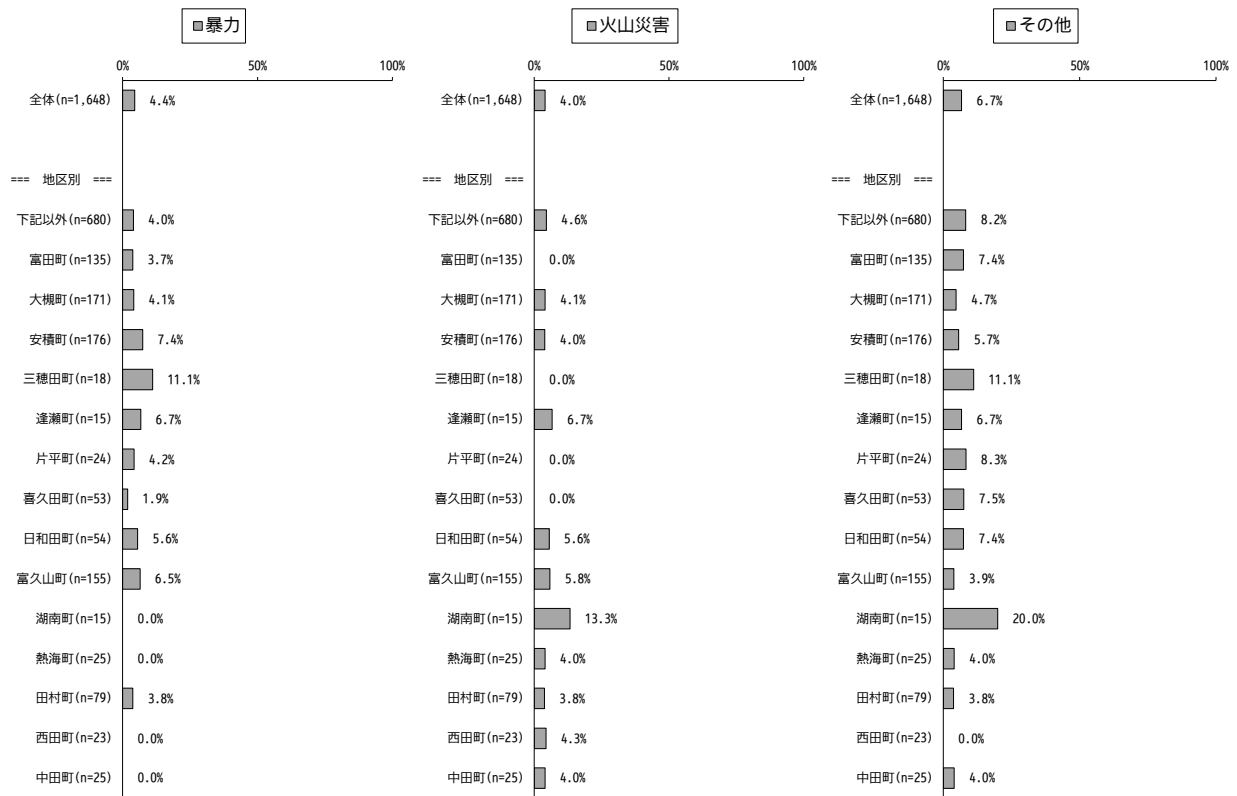 ■暴力 ■火山災害 ■その他
0% 50% 100% 0% 50% 100% 0% 50% 100%
全体(n=1,648) 4.4% 全体(n=1,648) 4.0% 全体(n=1,648) 6.7%
=== 地区別 === === 地区別 === === 地区別 ===
下記以外(n=680) 4.0% 下記以外(n=680) 4.6% 下記以外(n=680) 8.2%
富田町(n=135) 3.7% 富田町(n=135) 0.0% 富田町(n=135) 7.4%
大槻町(n=171) 4.1% 大槻町(n=171) 4.1% 大槻町(n=171) 4.7%
安積町(n=176) 7.4% 安積町(n=176) 4.0% 安積町(n=176) 5.7%
三穂田町(n=18) 11.1% 三穂田町(n=18) 0.0% 三穂田町(n=18) 11.1%
逢瀬町(n=15) 6.7% 逢瀬町(n=15) 6.7% 逢瀬町(n=15) 6.7%
片平町(n=24) 4.2% 片平町(n=24) 0.0% 片平町(n=24) 8.3%
喜久田町(n=53) 1.9% 喜久田町(n=53) 0.0% 喜久田町(n=53) 7.5%
日和田町(n=54) 5.6% 日和田町(n=54) 5.6% 日和田町(n=54) 7.4%
富久山町(n=155) 6.5% 富久山町(n=155) 5.8% 富久山町(n=155) 3.9%
湖南町(n=15) 0.0% 湖南町(n=15) 13.3% 湖南町(n=15) 20.0%
熱海町(n=25) 0.0% 熱海町(n=25) 4.0% 熱海町(n=25) 4.0%
田村町(n=79) 3.8% 田村町(n=79) 3.8% 田村町(n=79) 3.8%
西田町(n=23) 0.0% 西田町(n=23) 4.3% 西田町(n=23) 0.0%
中田町(n=25) 0.0% 中田町(n=25) 4.0% 中田町(n=25) 4.0%